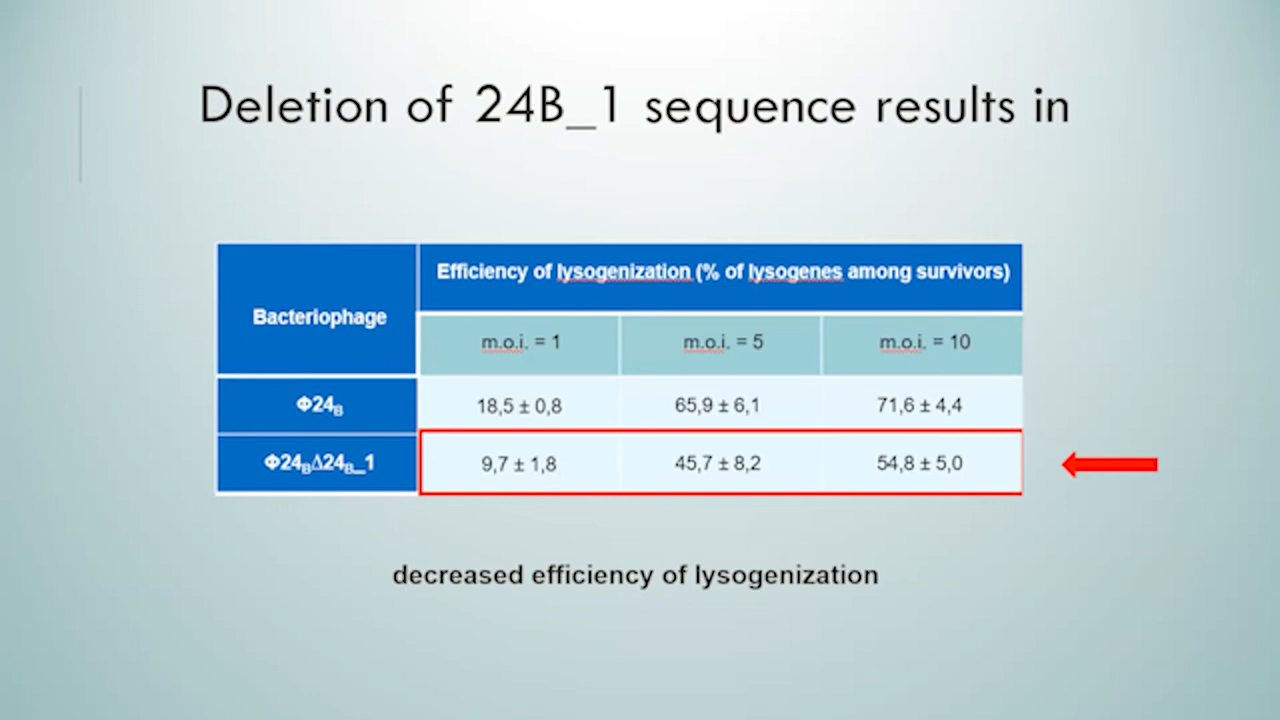 Deletion of 24B_1 sequence results in
Bacteriophage
Efficiency of lysogenization (% of lysogenes among survivors)
m.o.i. = 1 m.o.i. = 5 m.o.i. = 10
Φ24B 18,5 ± 0,8 65,9 ± 6,1 71,6 ± 4,4
Φ24BΔ24B_1 9,7 ± 1,8 45,7 ± 8,2 54,8 ± 5,0
decreased efficiency of lysogenization